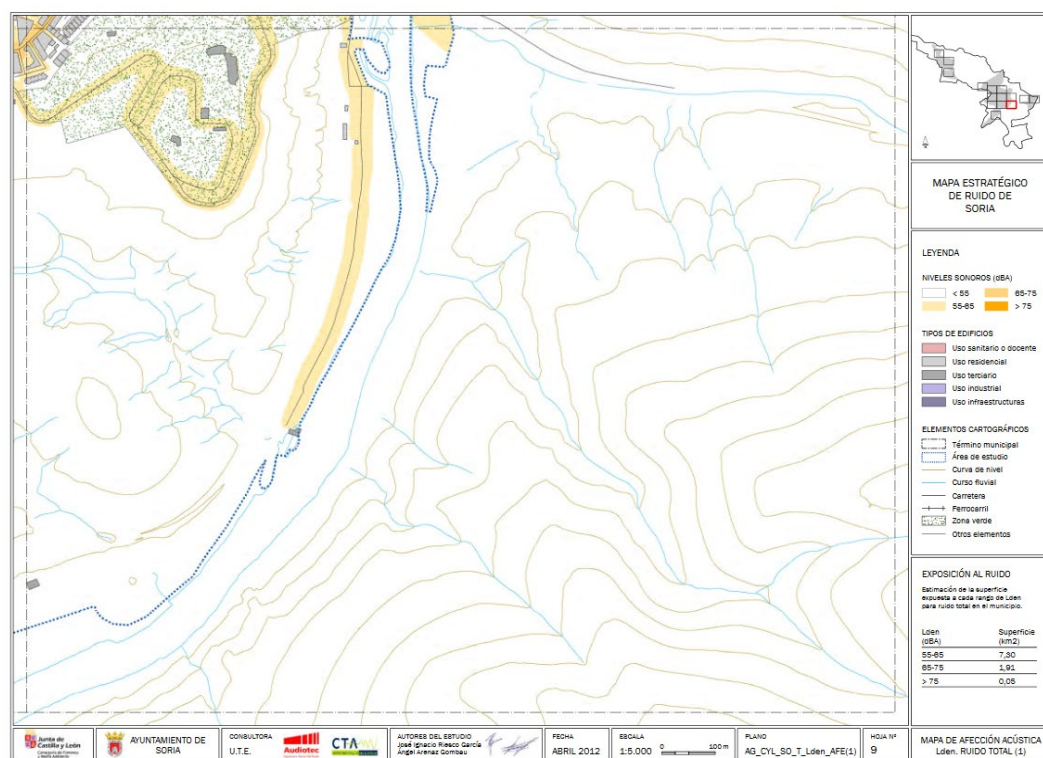 MAPA ESTRATÉGICO
DE RUIDO DE
SORIA
LEYENDA
NIVELES SONOROS (dBA)
< 55
65-75
55-65
> 75
TIPOS DE EDIFICIOS
Uso sanitario o docente
Uso residencial
Uso terciario
Uso industrial
Uso infraestructuras
ELEMENTOS CARTOGRÁFICOS
Término municipal
Área de estudio
Curva de nivel
Curso fluvial
Carretera
Ferrocarril
Zona verde
Otros elementos
EXPOSICIÓN AL RUIDO
Estimación de la superficie
expuesta a cada rango de Lden
para ruido total en el municipio.
Lden
(dBA)
Superficie
(km2)
55-65 7,30
65-75 1,91
> 75 0,05
Junta de
Castilla y León
AYUNTAMIENTO DE
SORIA
CONSULTORA
U.T.E.
Audiotec
CTA
AUTORES DEL ESTUDIO
José Ignacio Riesco García
Ángel Arenaz Gombau
FECHA
ABRIL 2012
ESCALA
1:5.000
0 100 m
PLANO
AG_CYL_SO_T_Lden_AFE(1)
HOJA Nº
9
MAPA DE AFECCIÓN ACÚSTICA
Lden. RUIDO TOTAL (1)